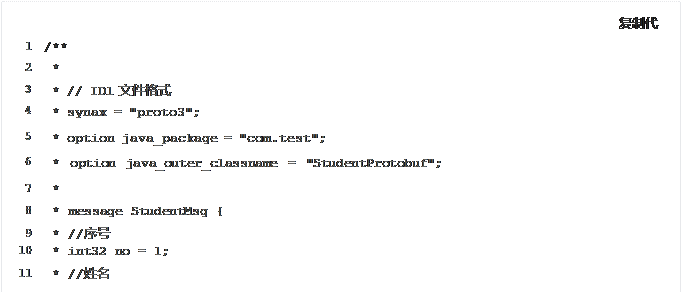 复制代
1 /**
2 *
3 * // IDl 文件格式
4 * synax = "proto3";
5 * option java_package = "com.test";
6 * option java_outer_classname = "StudentProtobuf";
7 *
8 * message StudentMsg {
9 * //序号
10 * int32 no = 1;
11 * //姓名